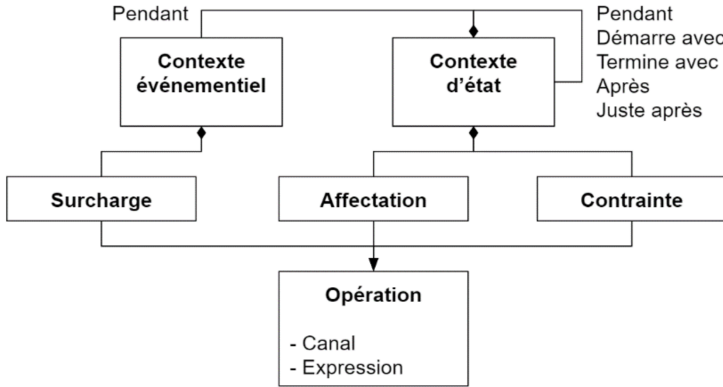 Pendant
Pendant
Démarre avec
Termine avec
Après
Juste après
Contexte
événementiel
Contexte
d'état
Surcharge
Affectation
Contrainte
Opération
- Canal
- Expression